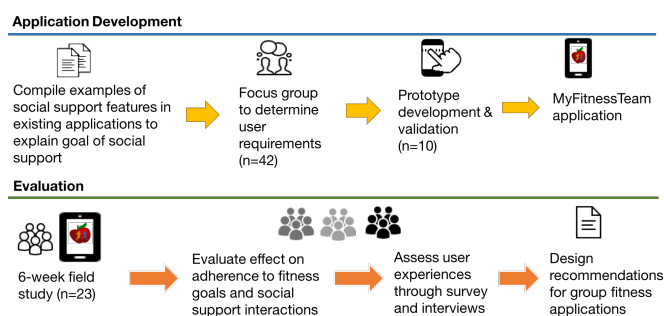 Application Development
Compile examples of
social support features in
existing applications to
explain goal of social
support
Focus group
to determine
user
requirements
(n=42)
Prototype
development &
validation
(n=10)
MyFitnessTeam
application
Evaluation
6-week field
study (n=23)
Evaluate effect on
adherence to fitness
goals and social
support interactions
Assess user
experiences
through survey
and interviews
Design
recommendations
for group fitness
applications